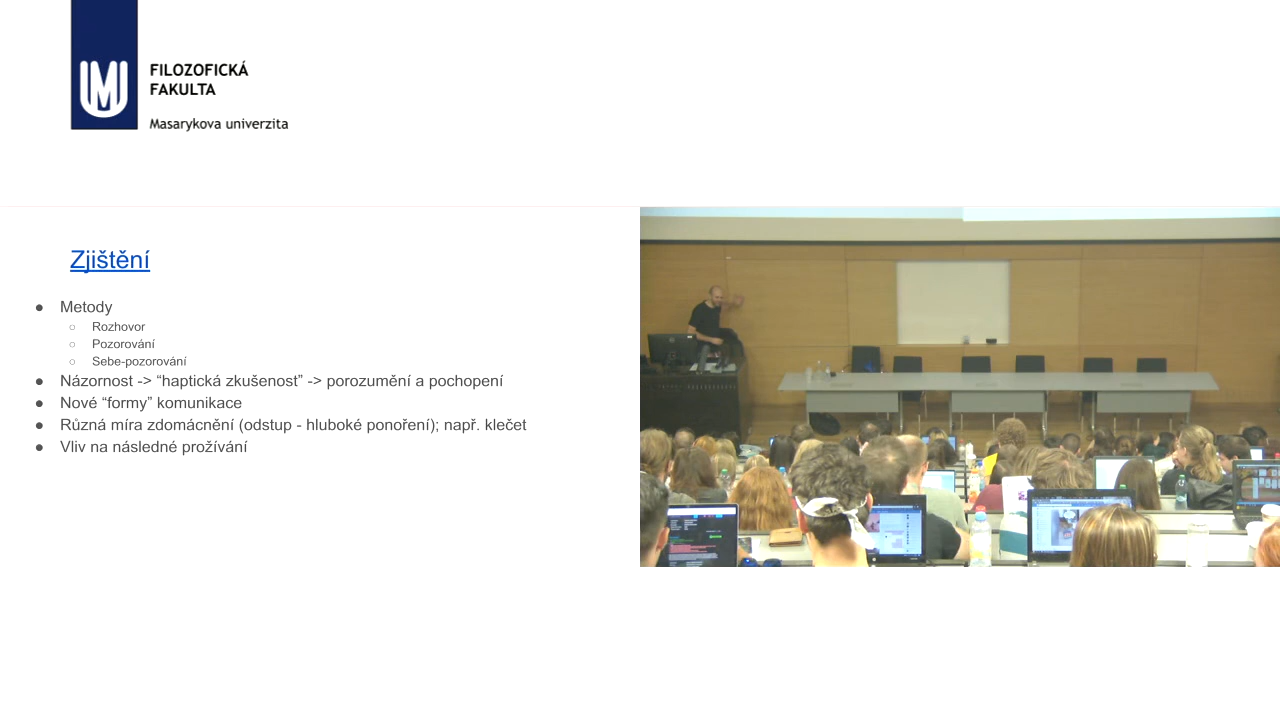 FILOZOFICKÁ
FAKULTA
Masarykova univerzita
Zjištění
● Metody
○ Rozhovor
○ Pozorování
○ Sebe-pozorování
● Názornost -> “haptická zkušenost” -> porozumění a pochopení
● Nové “formy” komunikace
● Různá míra zdomácnění (odstup - hluboké ponoření); např. klečet
● Vliv na následné prožívání